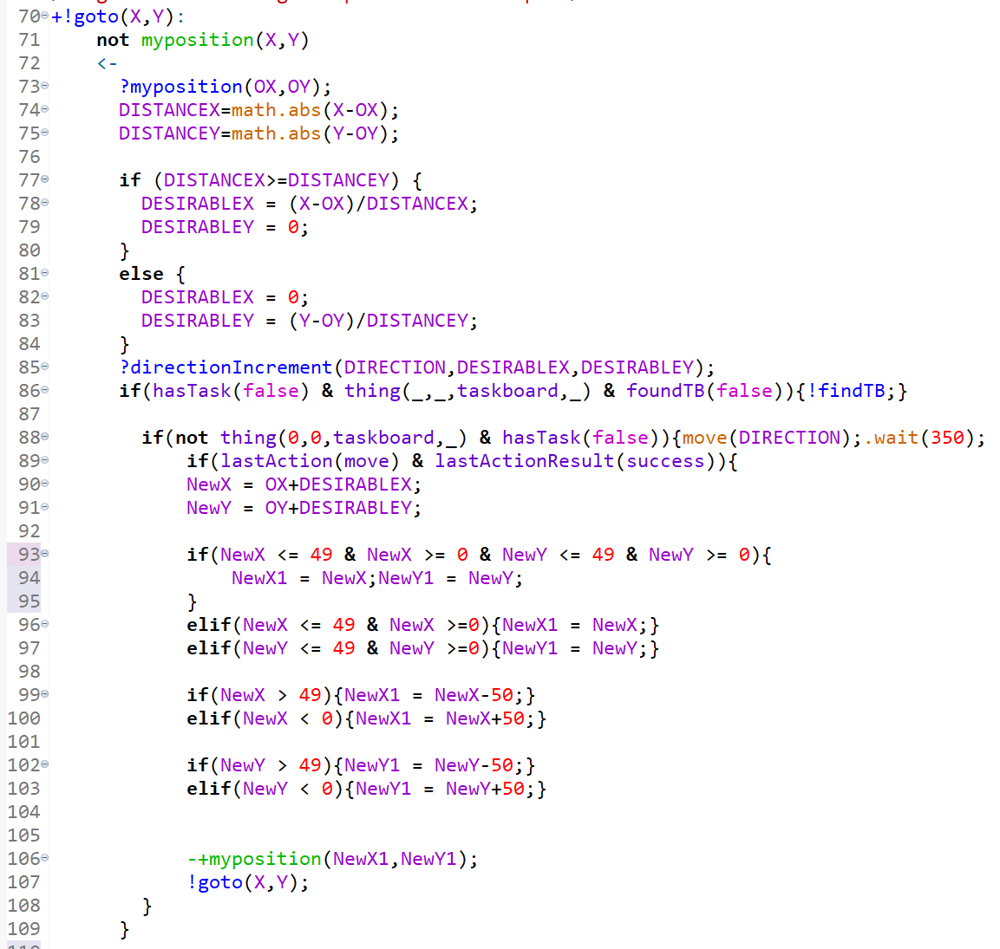 70 +!goto(X,Y):
71 not myposition(X,Y)
72 <-
73 ?myposition(OX,OY);
74 DISTANCEX=math.abs(X-OX);
75 DISTANCEY=math.abs(Y-OY);
76
77 if (DISTANCEX>=DISTANCEY) {
78 DESIRABLEX = (X-OX)/DISTANCEX;
79 DESIRABLEY = 0;
80 }
81 else {
82 DESIRABLEX = 0;
83 DESIRABLEY = (Y-OY)/DISTANCEY;
84 }
85 ?directionIncrement(DIRECTION,DESIRABLEX,DESIRABLEY);
86 if(hasTask(false) & thing(_,_,taskboard,_) & foundTB(false)){!findTB;}
87
88 if(not thing(0,0,taskboard,_) & hasTask(false)){move(DIRECTION);.wait(350);
89 if(lastAction(move) & lastActionResult(success)){
90 NewX = OX+DESIRABLEX;
91 NewY = OY+DESIRABLEY;
92
93 if(NewX <= 49 & NewX >= 0 & NewY <= 49 & NewY >= 0){
94 NewX1 = NewX;NewY1 = NewY;
95 }
96 elif(NewX <= 49 & NewX >=0){NewX1 = NewX;}
97 elif(NewY <= 49 & NewY >=0){NewY1 = NewY;}
98
99 if(NewX > 49){NewX1 = NewX-50;}
100 elif(NewX < 0){NewX1 = NewX+50;}
101
102 if(NewY > 49){NewY1 = NewY-50;}
103 elif(NewY < 0){NewY1 = NewY+50;}
104
105
106 -+myposition(NewX1,NewY1);
107 !goto(X,Y);
108 }
109 }